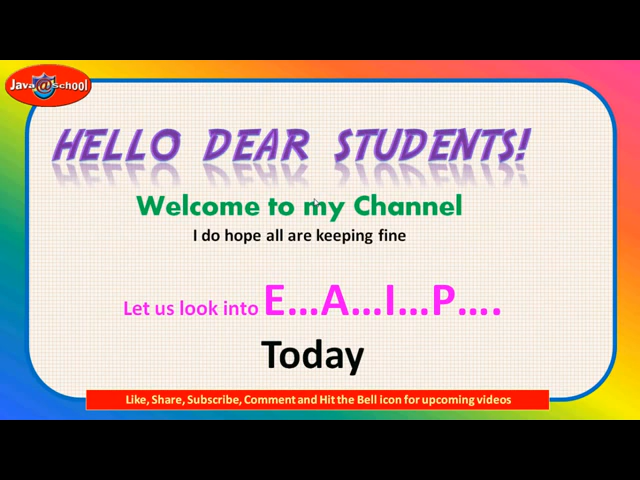 Java@School
HELLO DEAR STUDENTS!
Welcome to my Channel
I do hope all are keeping fine
Let us look into E...A...I...P....
Today
Like, Share, Subscribe, Comment and Hit the Bell icon for upcoming videos